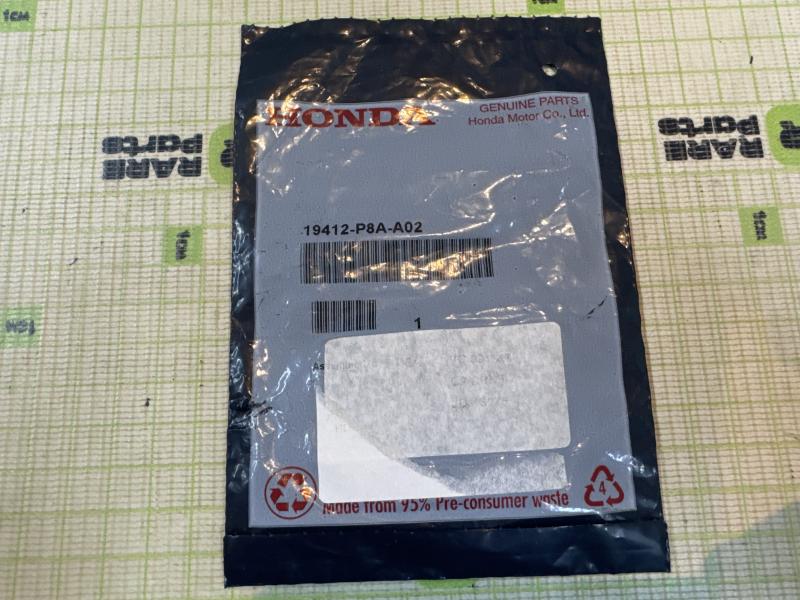 1CM
1CM
HONDA
GENUINE PARTS
Honda Motor Co., Ltd.
RARE
Parts
RARE
Parts
19412-P8A-A02
1CM
1CM
1CM
1
Made from 95% Pre-consumer waste
4